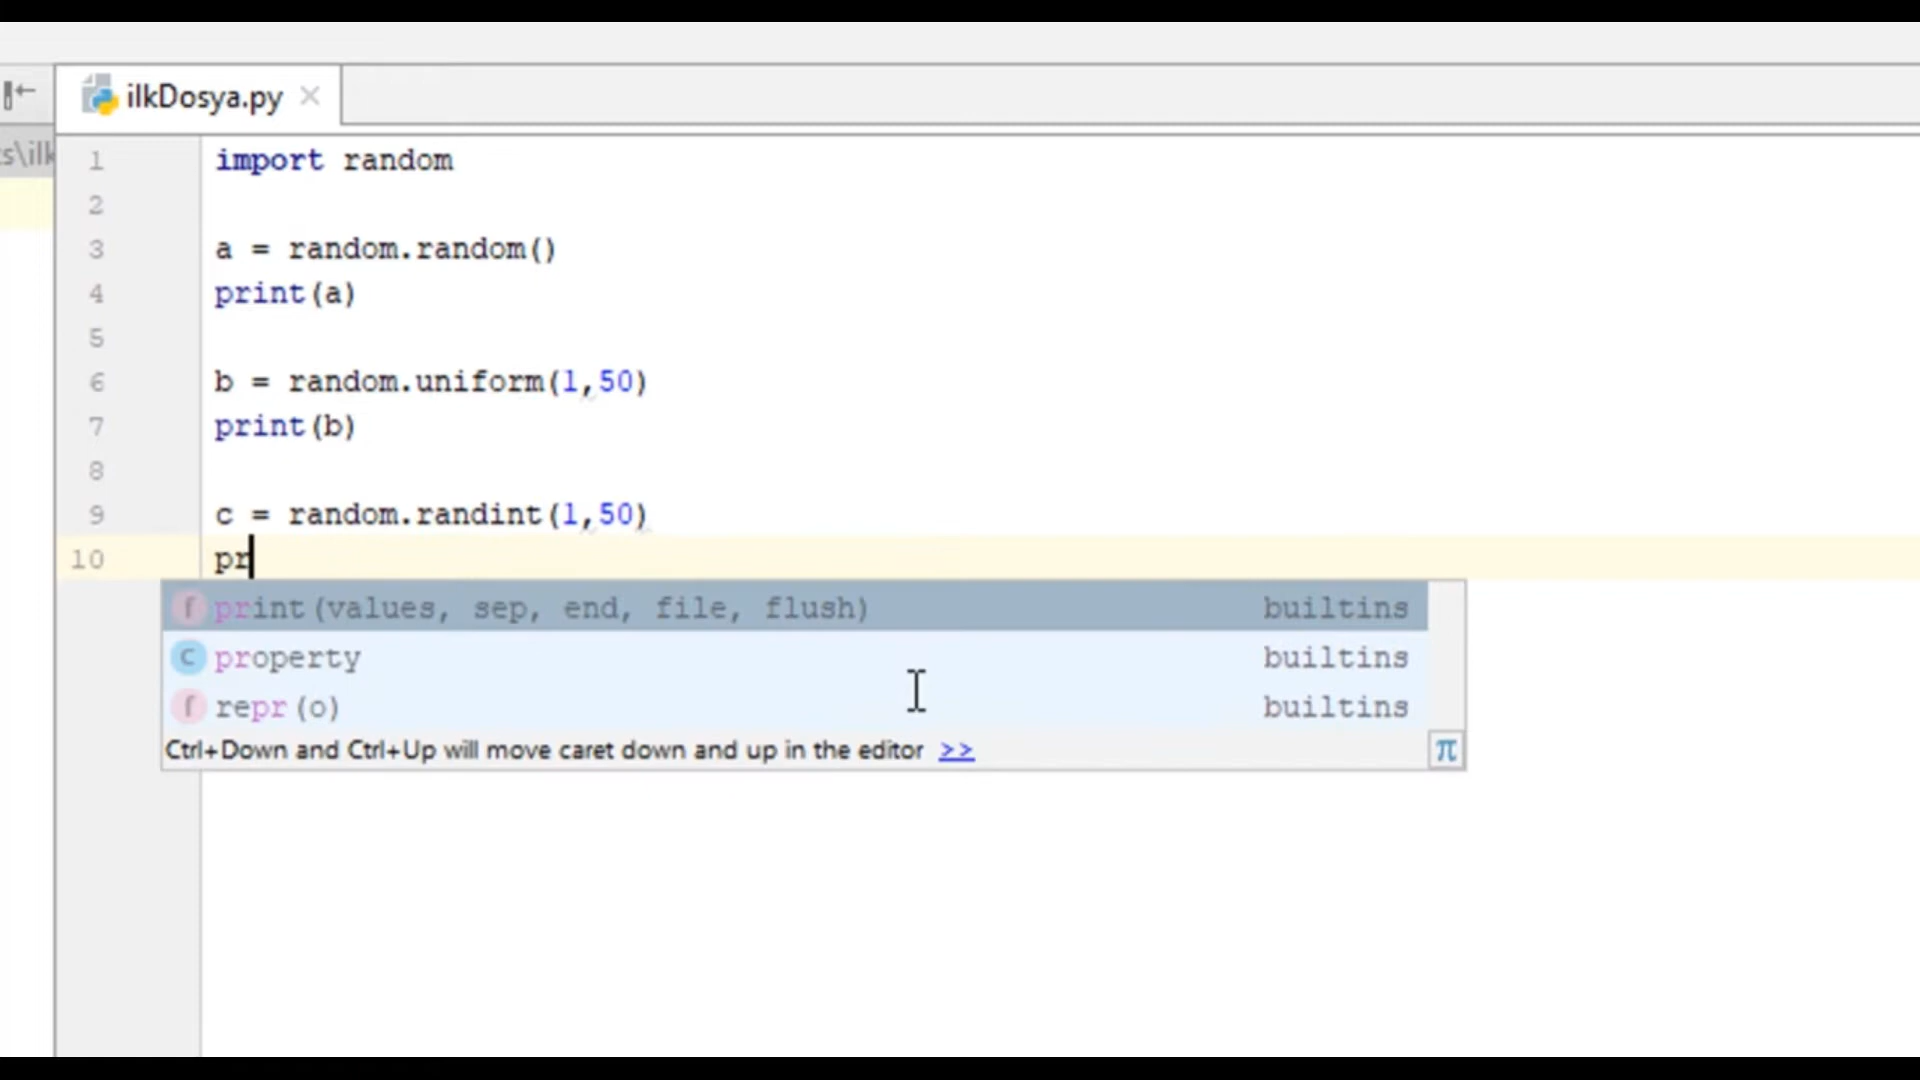 ilkDosya.py
s\ilk
1 import random
2
3 a = random.random()
4 print(a)
5
6 b = random.uniform(1,50)
7 print(b)
8
9 c = random.randint(1,50)
10 pr
f print(values, sep, end, file, flush) builtins
c property builtins
f repr(o) builtins
Ctrl+Down and Ctrl+Up will move caret down and up in the editor >> π